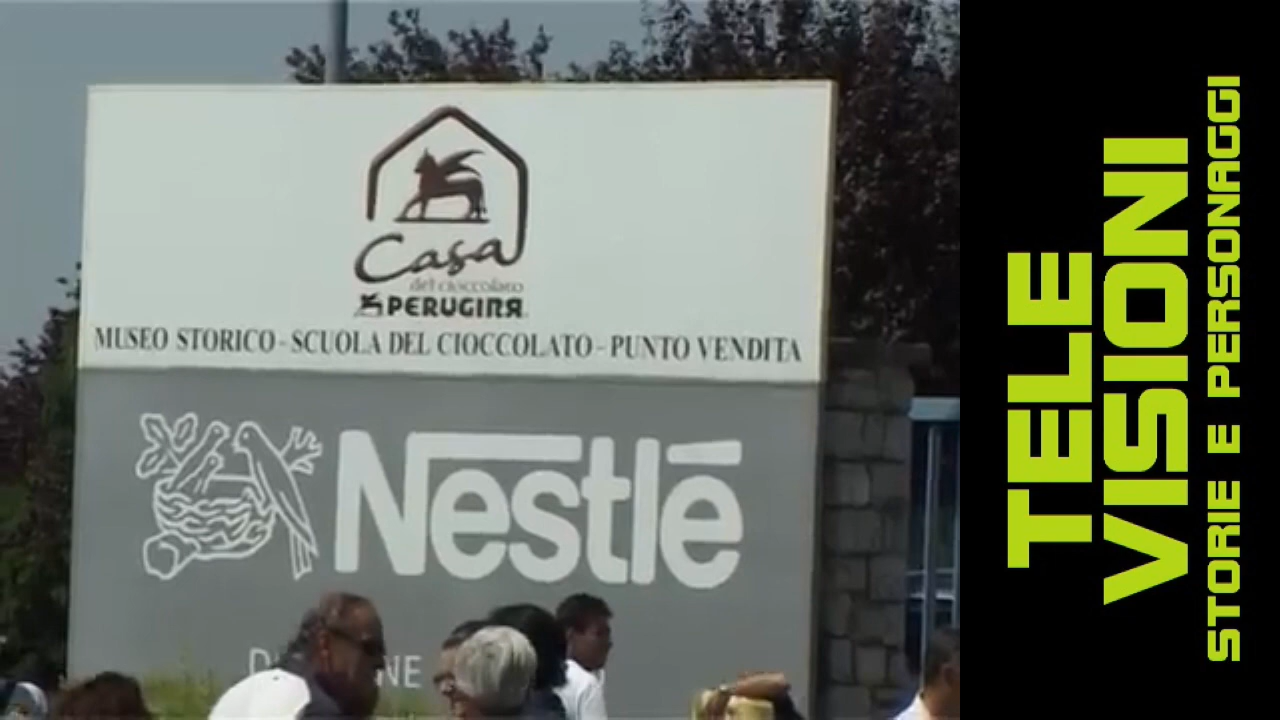 Casa
del cioccolato
PERUGINA
MUSEO STORICO - SCUOLA DEL CIOCCOLATO - PUNTO VENDITA
Nestlé
TELE
VISIONI
STORIE E PERSONAGGI